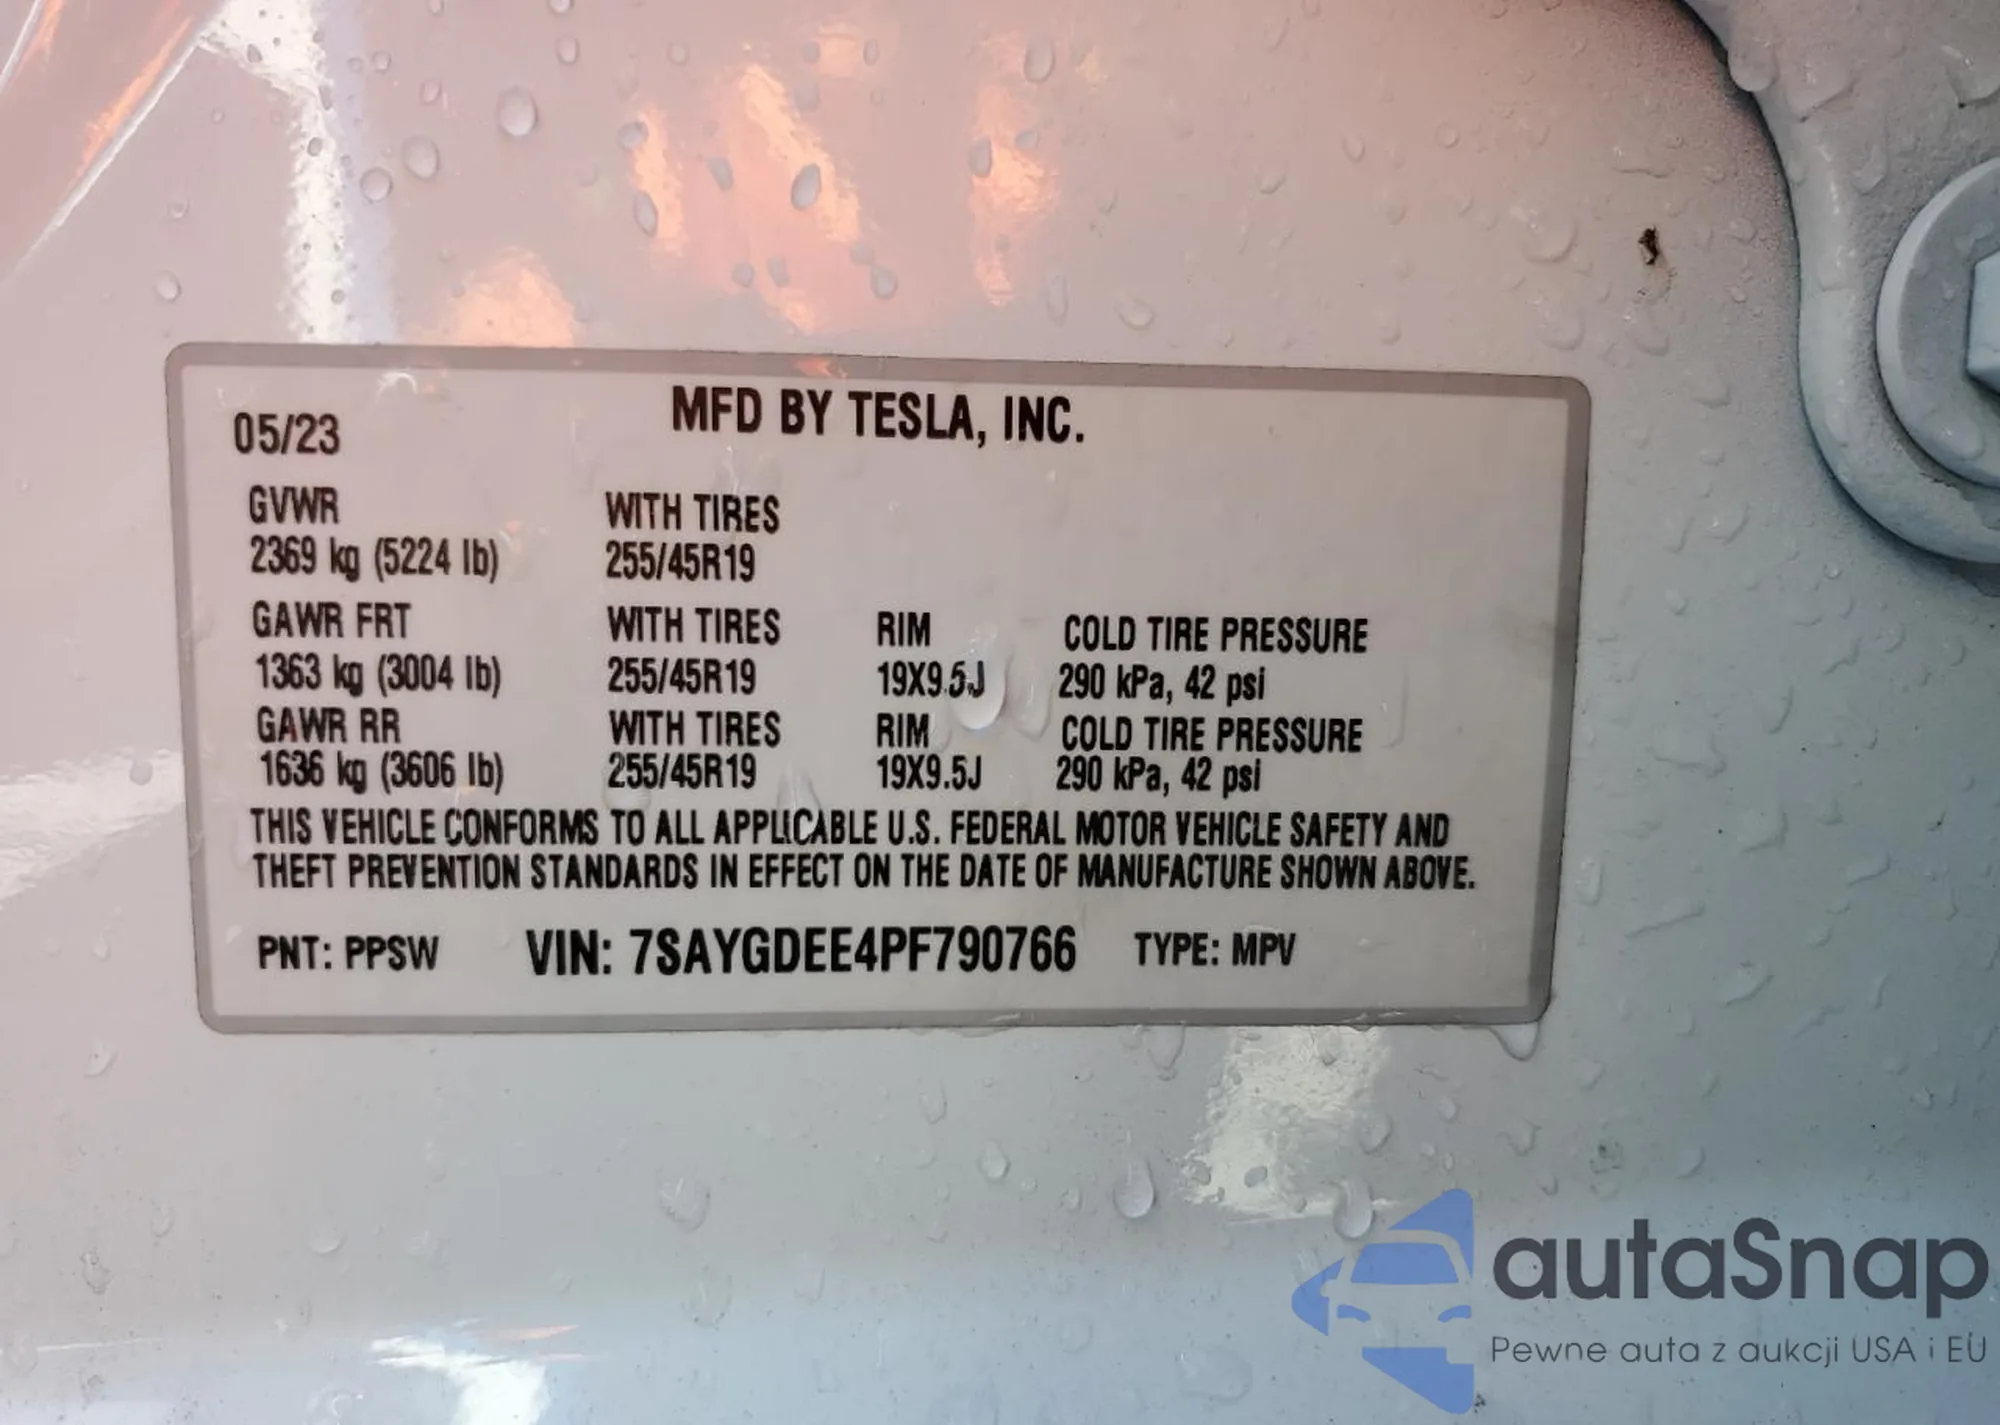 05/23 MFD BY TESLA, INC.
GVWR WITH TIRES
2369 kg (5224 lb) 255/45R19
GAWR FRT WITH TIRES RIM COLD TIRE PRESSURE
1363 kg (3004 lb) 255/45R19 19X9.5J 290 kPa, 42 psi
GAWR RR WITH TIRES RIM COLD TIRE PRESSURE
1636 kg (3606 lb) 255/45R19 19X9.5J 290 kPa, 42 psi
THIS VEHICLE CONFORMS TO ALL APPLICABLE U.S. FEDERAL MOTOR VEHICLE SAFETY AND
THEFT PREVENTION STANDARDS IN EFFECT ON THE DATE OF MANUFACTURE SHOWN ABOVE.
PNT: PPSW VIN: 7SAYGDEE4PF790766 TYPE: MPV
autaSnap
Pewne auta z aukcji USA i EU